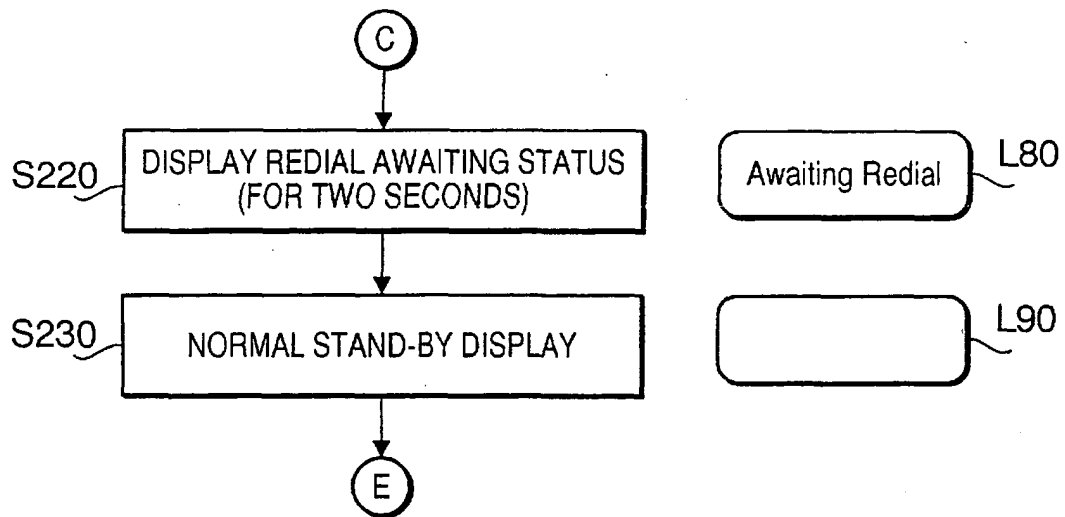 C
S220
DISPLAY REDIAL AWAITING STATUS
(FOR TWO SECONDS)
Awaiting Redial
L80
S230
NORMAL STAND-BY DISPLAY
L90
E